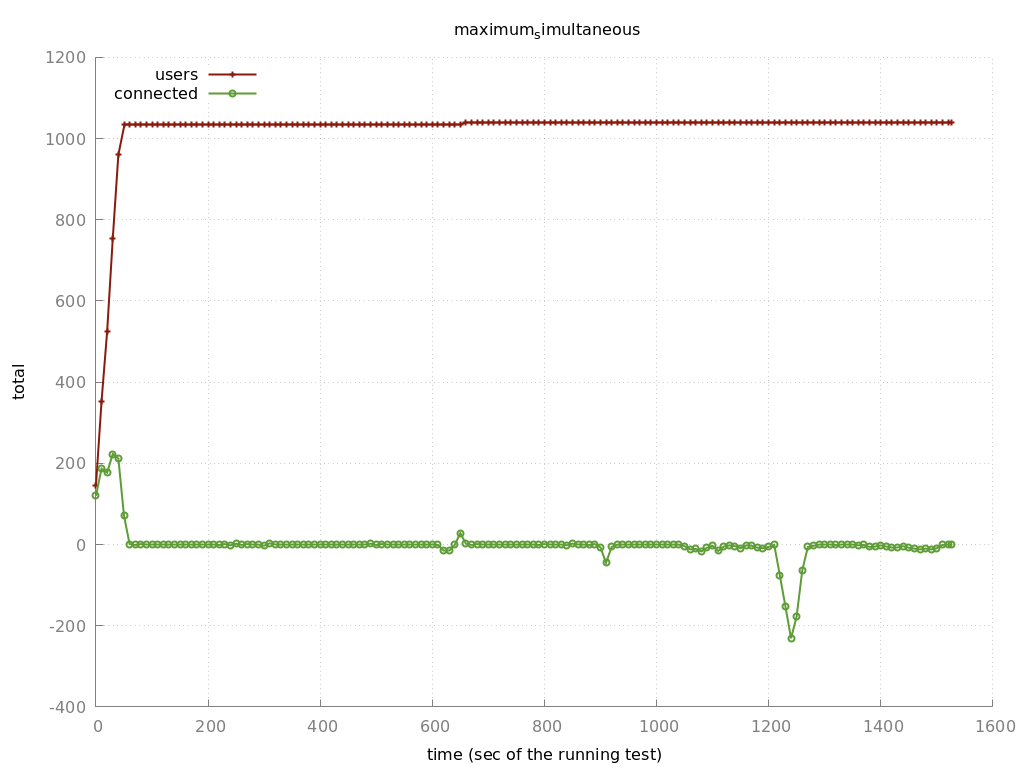 maximumsimultaneous
1200
1000
800
600
400
200
0
-200
-400
users
connected
total
0 200 400 600 800 1000 1200 1400 1600
time (sec of the running test)